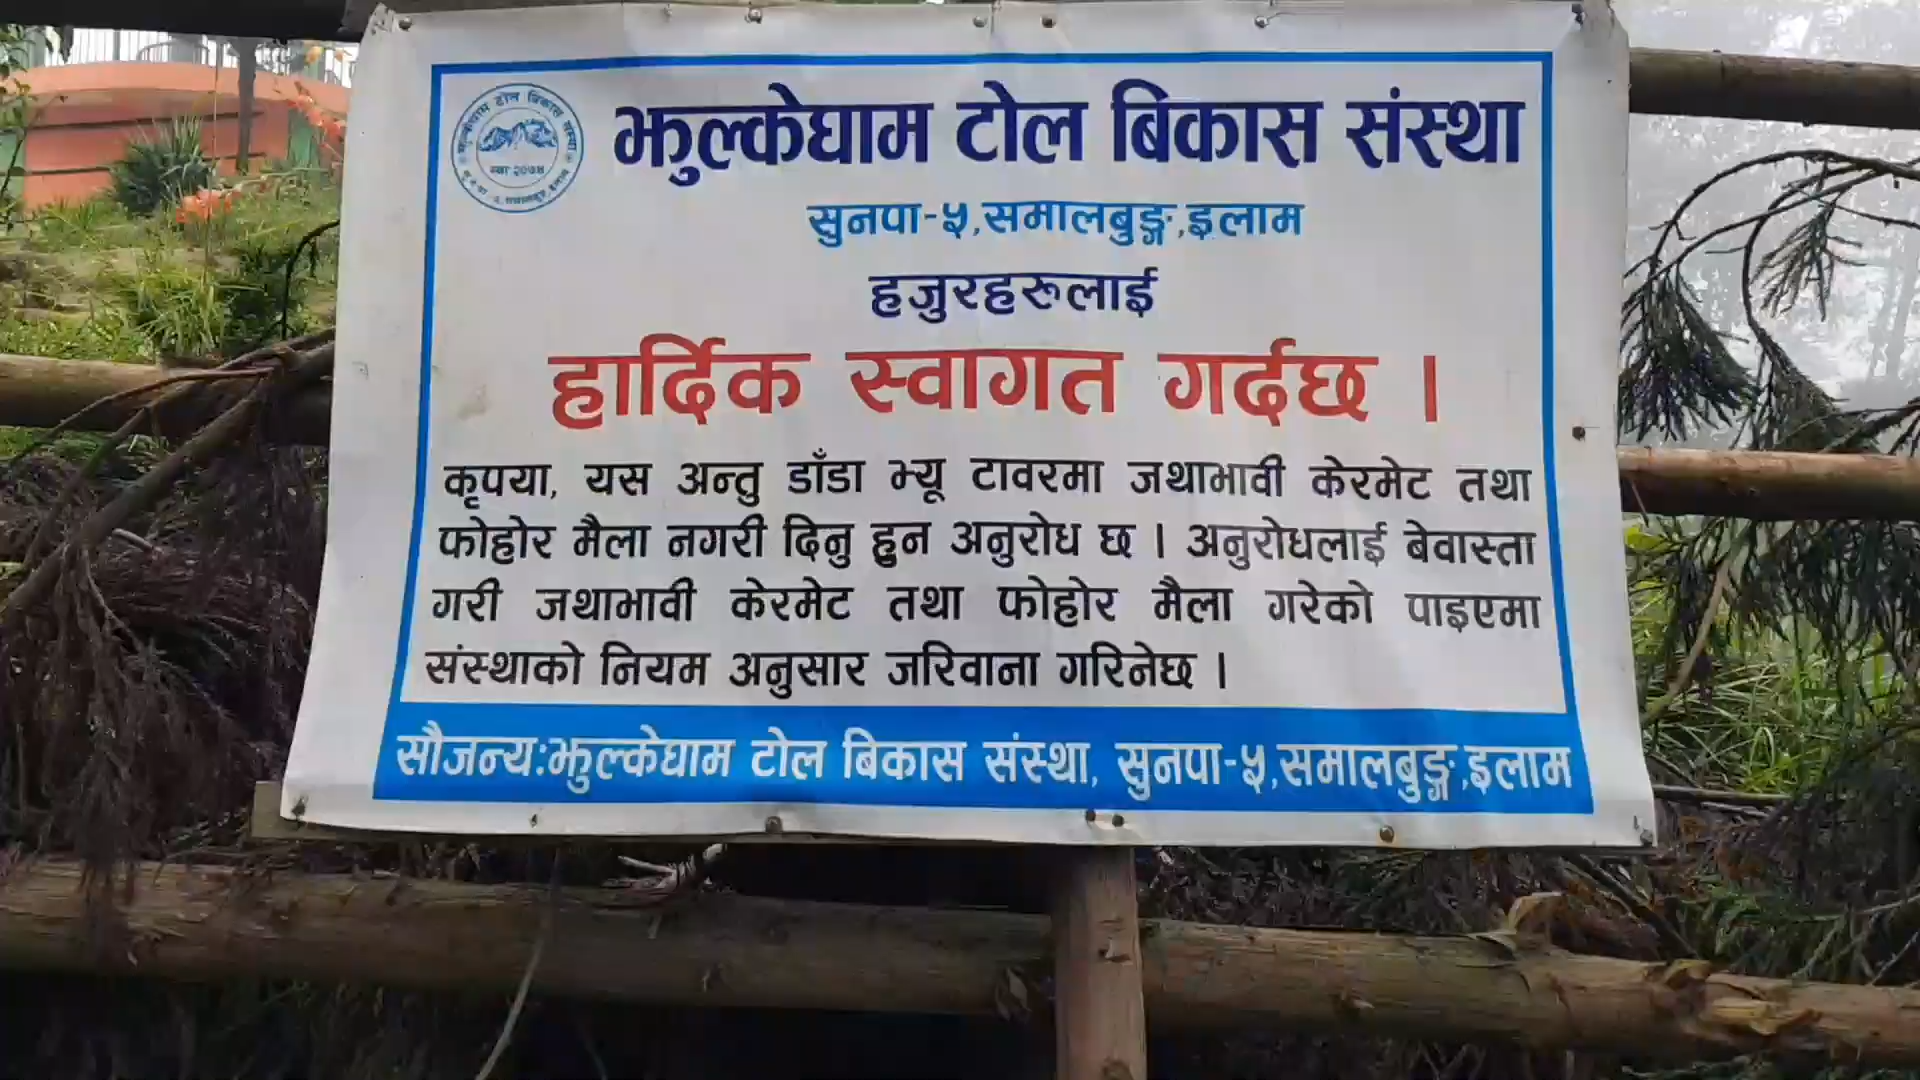 झुल्केघाम टोल बिकास संस्था
झुल्केघाम टोल बिकास संस्था
स्था २०७४
सुनपा-५,समालबुङ्ग,इलाम
हजुरहरूलाई
हार्दिक स्वागत गर्दछ ।
कृपया, यस अन्तु डाँडा भ्यू टावरमा जथाभावी केरमेट तथा
फोहोर मैला नगरी दिनु हुन अनुरोध छ । अनुरोधलाई बेवास्ता
गरी जथाभावी केरमेट तथा फोहोर मैला गरेको पाइएमा
संस्थाको नियम अनुसार जरिवाना गरिनेछ ।
सौजन्य:झुल्केघाम टोल बिकास संस्था, सुनपा-५,समालबुङ्ग,इलाम